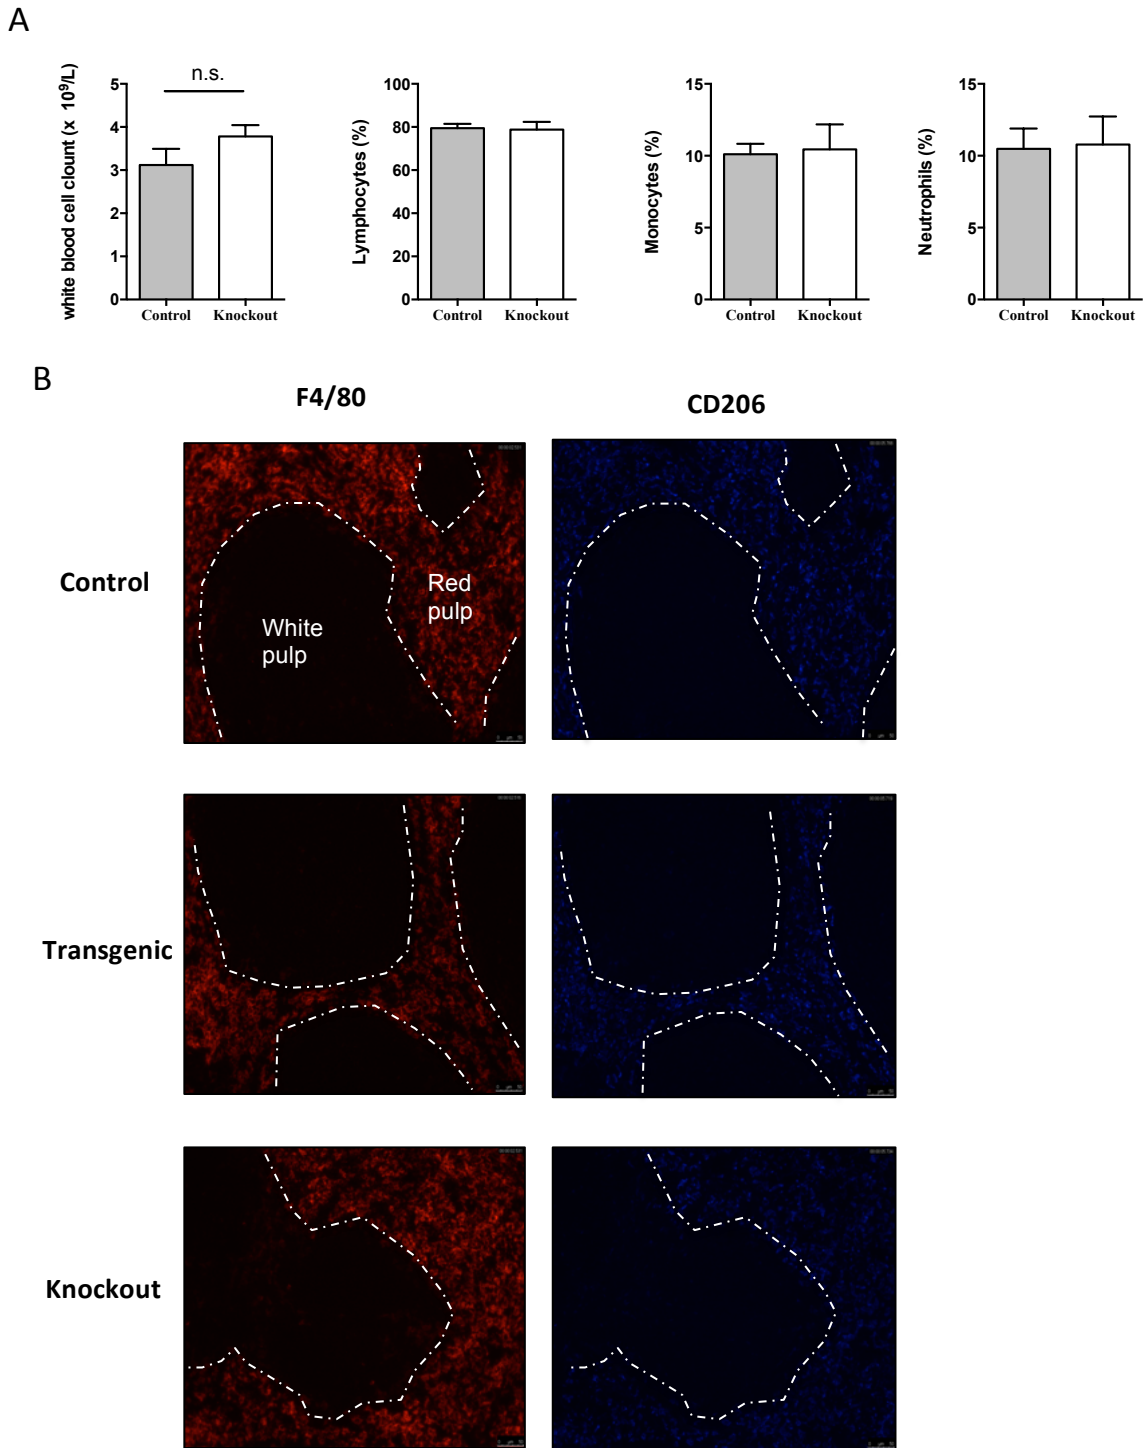 A
n.s.
white blood cell clount (x 10⁹/L)
5
4
3
2
1
0
Control Knockout
Lymphocytes (%)
100
80
60
40
20
0
Control Knockout
Monocytes (%)
15
10
5
0
Control Knockout
Neutrophils (%)
15
10
5
0
Control Knockout
B
F4/80
CD206
Control
White
pulp
Red
pulp
Transgenic
Knockout